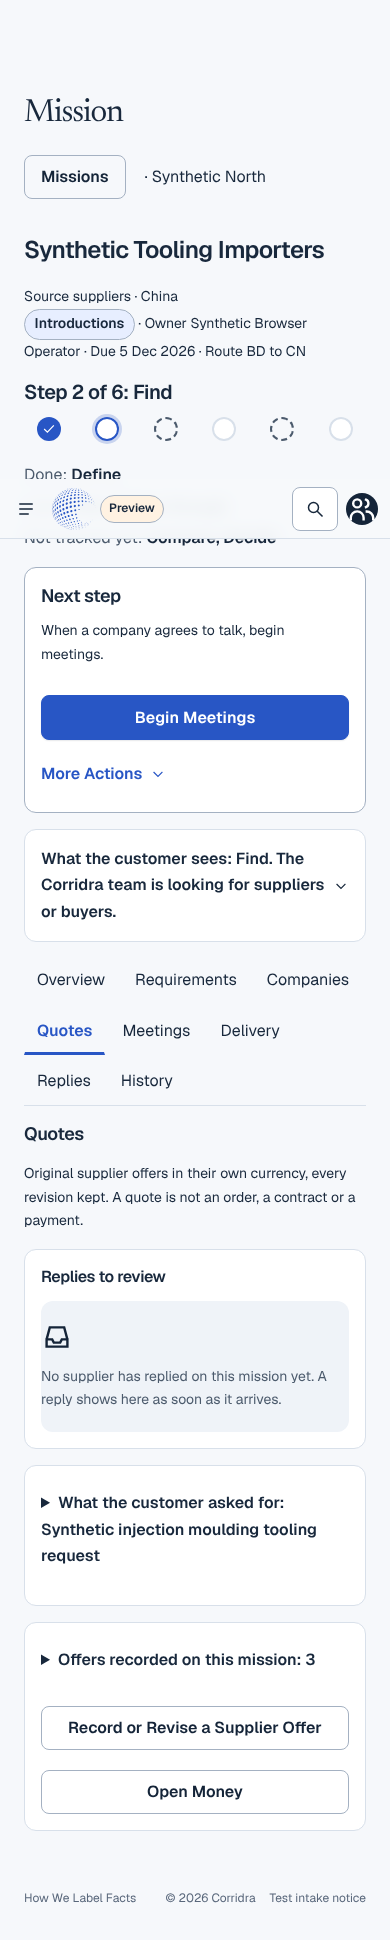 Mission
Missions · Synthetic North
Synthetic Tooling Importers
Source suppliers · China
Introductions · Owner Synthetic Browser
Operator · Due 5 Dec 2026 · Route BD to CN
Step 2 of 6: Find
Done: Define
Preview
Not tracked yet: Compare, Decide
Next step
When a company agrees to talk, begin
meetings.
Begin Meetings
More Actions
What the customer sees: Find. The
Corridra team is looking for suppliers
or buyers.
Overview Requirements Companies
Quotes Meetings Delivery
Replies History
Quotes
Original supplier offers in their own currency, every
revision kept. A quote is not an order, a contract or a
payment.
Replies to review
No supplier has replied on this mission yet. A
reply shows here as soon as it arrives.
What the customer asked for:
Synthetic injection moulding tooling
request
Offers recorded on this mission: 3
Record or Revise a Supplier Offer
Open Money
How We Label Facts © 2026 Corridra Test intake notice